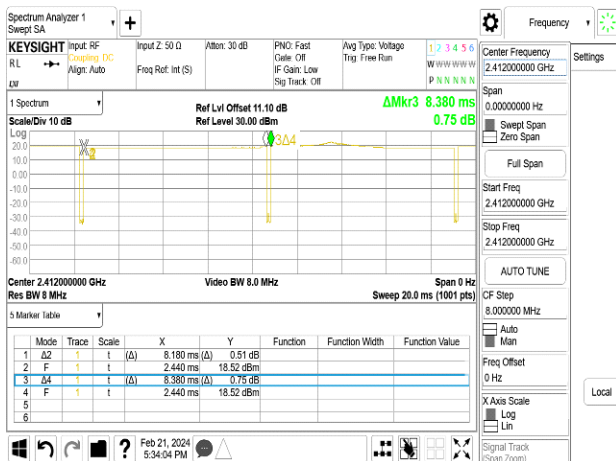 Spectrum Analyzer 1
Swept SA
Frequency
KEYSIGHT
RL
Input: RF
Coupling: DC
Align: Auto
Input Z: 50 Ω
Freq Ref: Int (S)
Atten: 30 dB
PNO: Fast
Gate: Off
IF Gain: Low
Sig Track: Off
Avg Type: Voltage
Trig: Free Run
1 2 3 4 5 6
W W W W W W
P N N N N N
1 Spectrum
Scale/Div 10 dB
Ref Lvl Offset 11.10 dB
Ref Level 30.00 dBm
ΔMkr3 8.380 ms
0.75 dB
Log
20.0
10.0
0.00
-10.0
-20.0
-30.0
-40.0
-50.0
-60.0
2
3Δ4
Center 2.412000000 GHz
Res BW 8 MHz
Video BW 8.0 MHz
Span 0 Hz
Sweep 20.0 ms (1001 pts)
5 Marker Table
Mode Trace Scale X Y Function Function Width Function Value
1 Δ2 1 t (Δ) 8.180 ms (Δ) 0.51 dB
2 F 1 t 2.440 ms 18.52 dBm
3 Δ4 1 t (Δ) 8.380 ms (Δ) 0.75 dB
4 F 1 t 2.440 ms 18.52 dBm
5
6
?
Feb 21, 2024
5:34:04 PM
Center Frequency
2.412000000 GHz
Span
0.00000000 Hz
Swept Span
Zero Span
Full Span
Start Freq
2.412000000 GHz
Stop Freq
2.412000000 GHz
AUTO TUNE
CF Step
8.000000 MHz
Auto
Man
Freq Offset
0 Hz
X Axis Scale
Log
Lin
Signal Track
(Span Zoom)
Settings
Local